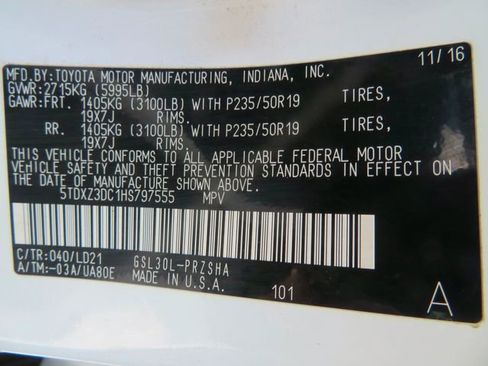 11/16
MFD.BY:TOYOTA MOTOR MANUFACTURING, INDIANA, INC.
GVWR:2715KG (5995LB)
GAWR:FRT. 1405KG (3100LB) WITH P235/50R19 TIRES,
19X7J RIMS.
RR. 1405KG (3100LB) WITH P235/50R19 TIRES,
19X7J RIMS.
THIS VEHICLE CONFORMS TO ALL APPLICABLE FEDERAL MOTOR
VEHICLE SAFETY AND THEFT PREVENTION STANDARDS IN EFFECT ON
THE DATE OF MANUFACTURE SHOWN ABOVE.
5TDXZ3DC1HS797555 MPV
C/TR:040/LD21 GSL30L-PRZSHA
A/TM:-03A/UA80E MADE IN U.S.A. 101 A